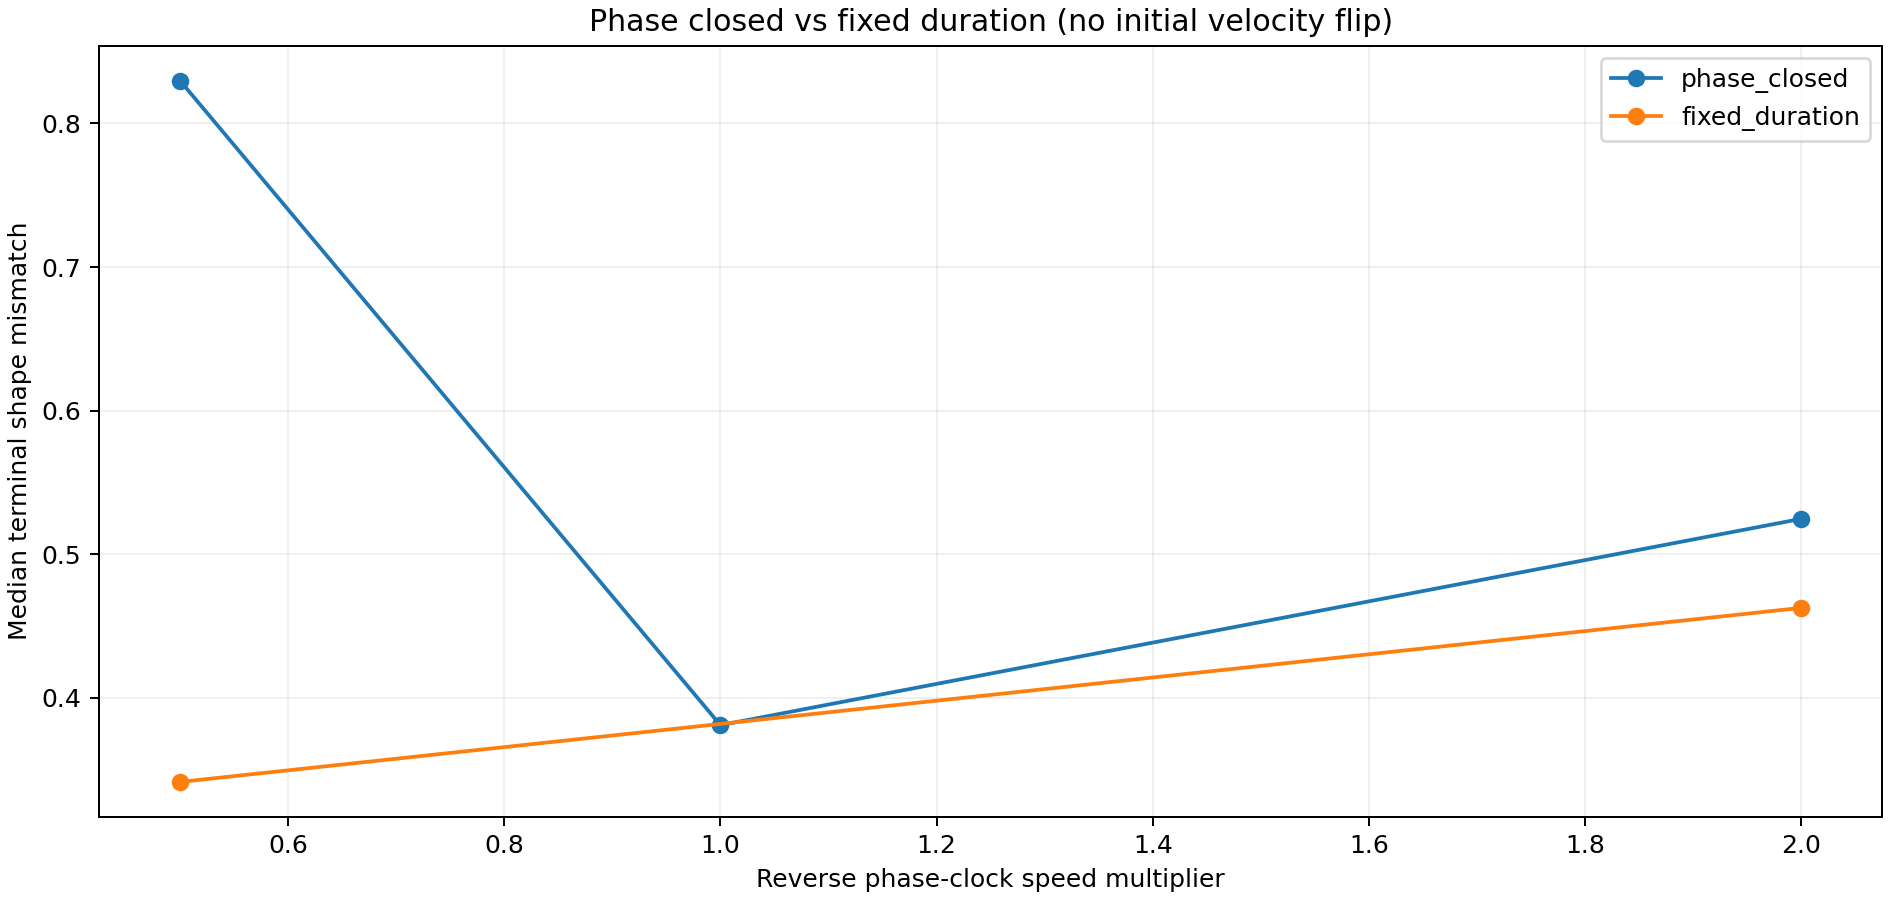 Phase closed vs fixed duration (no initial velocity flip)
phase_closed
fixed_duration
Median terminal shape mismatch
0.8
0.7
0.6
0.5
0.4
0.6 0.8 1.0 1.2 1.4 1.6 1.8 2.0
Reverse phase-clock speed multiplier